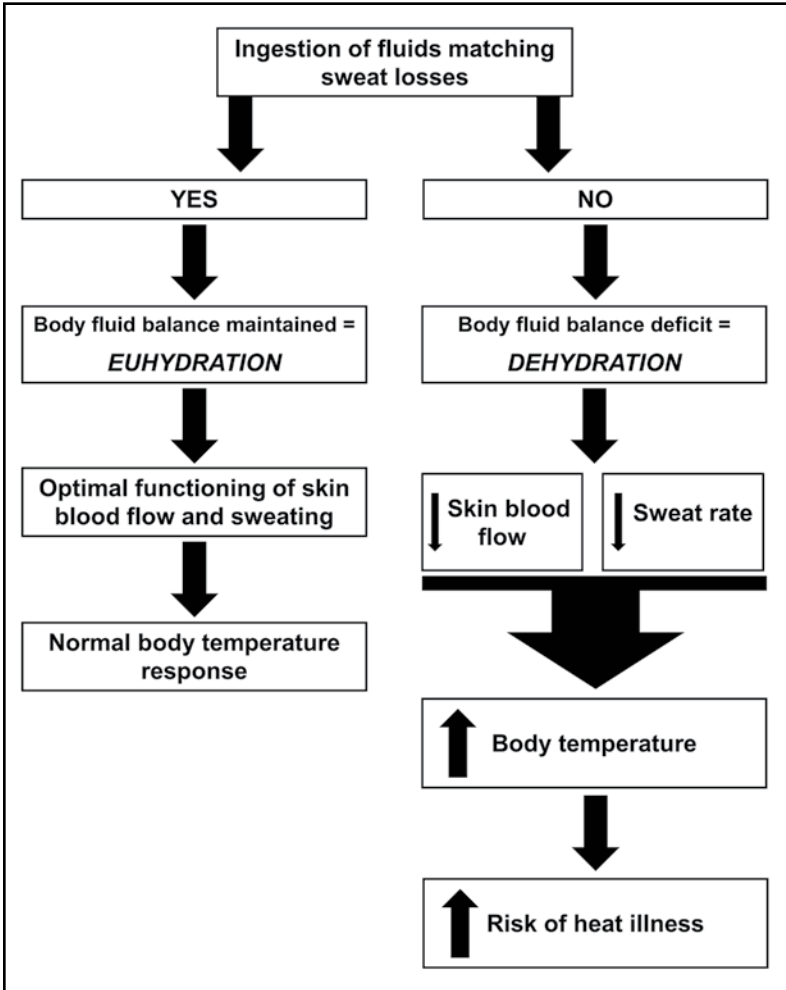 Ingestion of fluids matching
sweat losses
YES
NO
Body fluid balance maintained =
EUHYDRATION
Body fluid balance deficit =
DEHYDRATION
Optimal functioning of skin
blood flow and sweating
Skin blood
flow
Sweat rate
Normal body temperature
response
Body temperature
Risk of heat illness